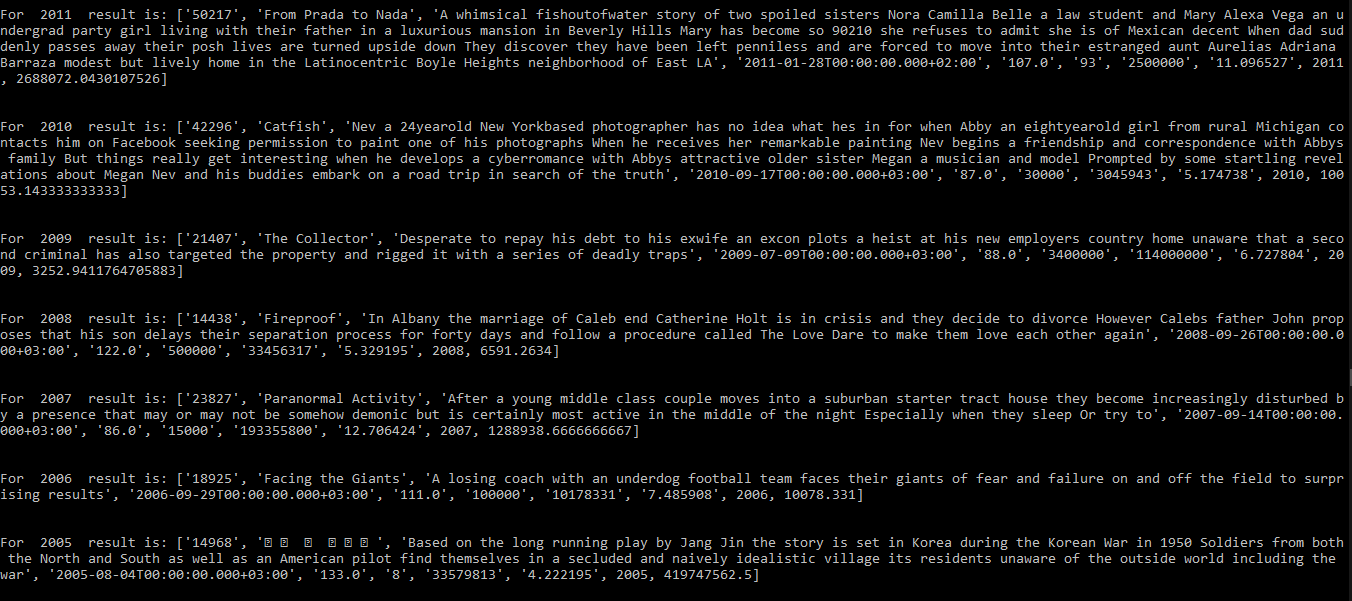 For  2011  result is: ['50217', 'From Prada to Nada', 'A whimsical fishoutofwater story of two spoiled sisters Nora Camilla Belle a law student and Mary Alexa Vega an u
ndergrad party girl living with their father in a luxurious mansion in Beverly Hills Mary has become so 90210 she refuses to admit she is of Mexican decent When dad sud
denly passes away their posh lives are turned upside down They discover they have been left penniless and are forced to move into their estranged aunt Aurelias Adriana
Barraza modest but lively home in the Latinocentric Boyle Heights neighborhood of East LA', '2011-01-28T00:00:00.000+02:00', '107.0', '93', '2500000', '11.096527', 2011
, 2688072.0430107526]
For  2010  result is: ['42296', 'Catfish', 'Nev a 24yearold New Yorkbased photographer has no idea what hes in for when Abby an eightyearold girl from rural Michigan co
ntacts him on Facebook seeking permission to paint one of his photographs When he receives her remarkable painting Nev begins a friendship and correspondence with Abbys
 family But things really get interesting when he develops a cyberromance with Abbys attractive older sister Megan a musician and model Prompted by some startling revel
ations about Megan Nev and his buddies embark on a road trip in search of the truth', '2010-09-17T00:00:00.000+03:00', '87.0', '30000', '3045943', '5.174738', 2010, 100
53.143333333333]
For  2009  result is: ['21407', 'The Collector', 'Desperate to repay his debt to his exwife an excon plots a heist at his new employers country home unaware that a seco
nd criminal has also targeted the property and rigged it with a series of deadly traps', '2009-07-09T00:00:00.000+03:00', '88.0', '3400000', '114000000', '6.727804', 20
09, 3252.9411764705883]
For  2008  result is: ['14438', 'Fireproof', 'In Albany the marriage of Caleb end Catherine Holt is in crisis and they decide to divorce However Calebs father John prop
oses that his son delays their separation process for forty days and follow a procedure called The Love Dare to make them love each other again', '2008-09-26T00:00:00.0
00+03:00', '122.0', '500000', '33456317', '5.329195', 2008, 6591.2634]
For  2007  result is: ['23827', 'Paranormal Activity', 'After a young middle class couple moves into a suburban starter tract house they become increasingly disturbed b
y a presence that may or may not be somehow demonic but is certainly most active in the middle of the night Especially when they sleep Or try to', '2007-09-14T00:00:00.
000+03:00', '86.0', '15000', '193355800', '12.706424', 2007, 1288938.6666666667]
For  2006  result is: ['18925', 'Facing the Giants', 'A losing coach with an underdog football team faces their giants of fear and failure on and off the field to surpr
ising results', '2006-09-29T00:00:00.000+03:00', '111.0', '100000', '10178331', '7.485908', 2006, 10078.331]
For  2005  result is: ['14968', ' ', 'Based on the long running play by Jang Jin the story is set in Korea during the Korean War in 1950 Soldiers from both
 the North and South as well as an American pilot find themselves in a secluded and naively idealistic village its residents unaware of the outside world including the
war', '2005-08-04T00:00:00.000+03:00', '133.0', '8', '33579813', '4.222195', 2005, 419747562.5]